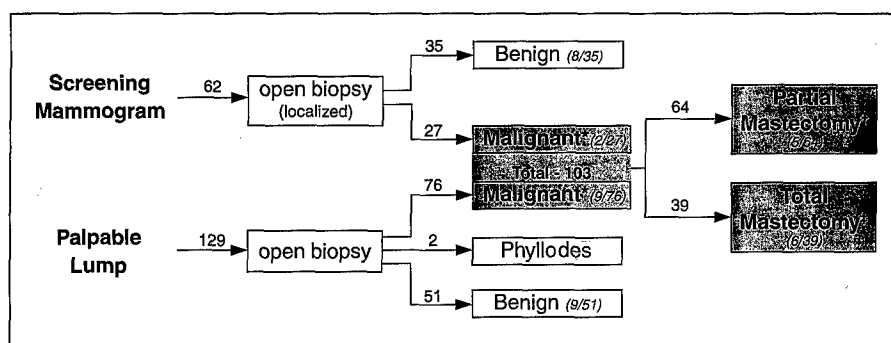 Screening
Mammogram
62
open biopsy
(localized)
35
Benign (8/35)
27
Malignant* (2/27)
Total - 103
76
Malignant* (9/76)
64
Partial
Mastectomy*
39
Total
Mastectomy*
(6/39)
Palpable
Lump
129
open biopsy
2
Phyllodes
51
Benign (9/51)